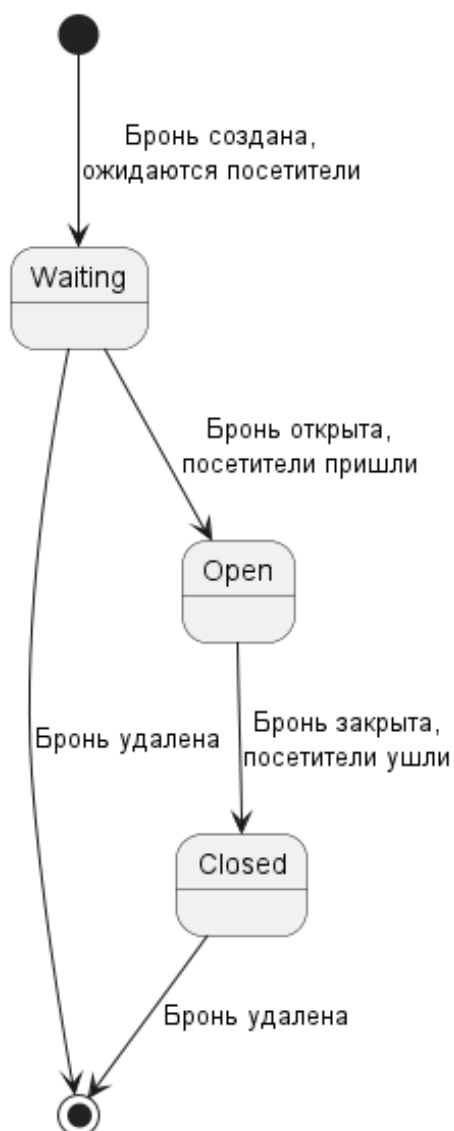 Бронь создана,
ожидаются посетители
Waiting
Бронь открыта,
посетители пришли
Open
Бронь удалена
Бронь закрыта,
посетители ушли
Closed
Бронь удалена